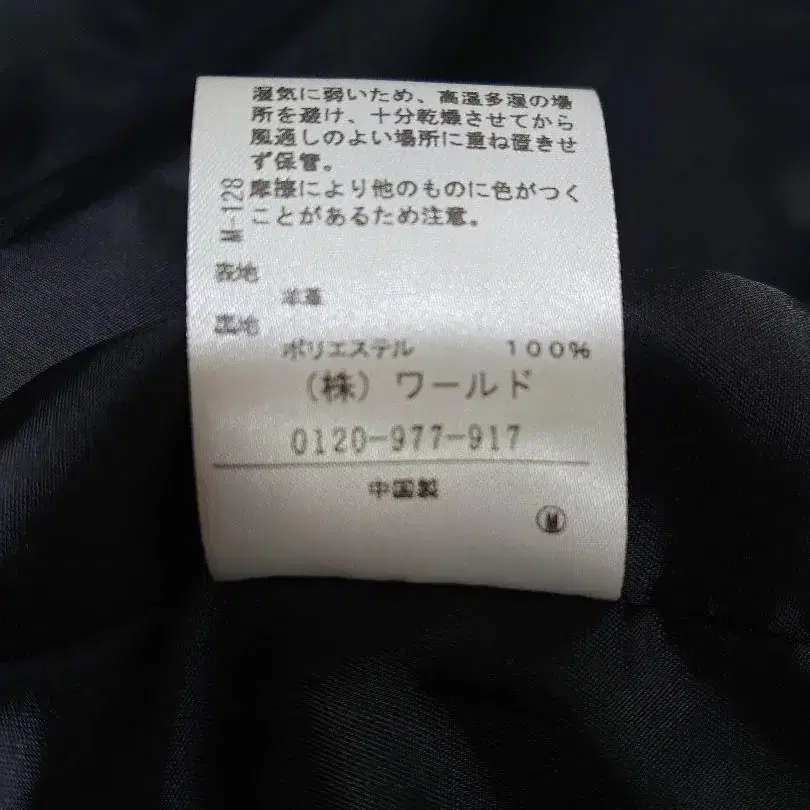 湿気に弱いため、高温多湿の場
所を避け、十分乾燥させてから
風通しのよい場所に重ね置きせ
ず保管。
摩擦により他のものに色がつく
ことがあるため注意。
M-128
表地
羊革
裏地
ポリエステル 100%
(株) ワールド
0120-977-917
中国製
Ⓜ